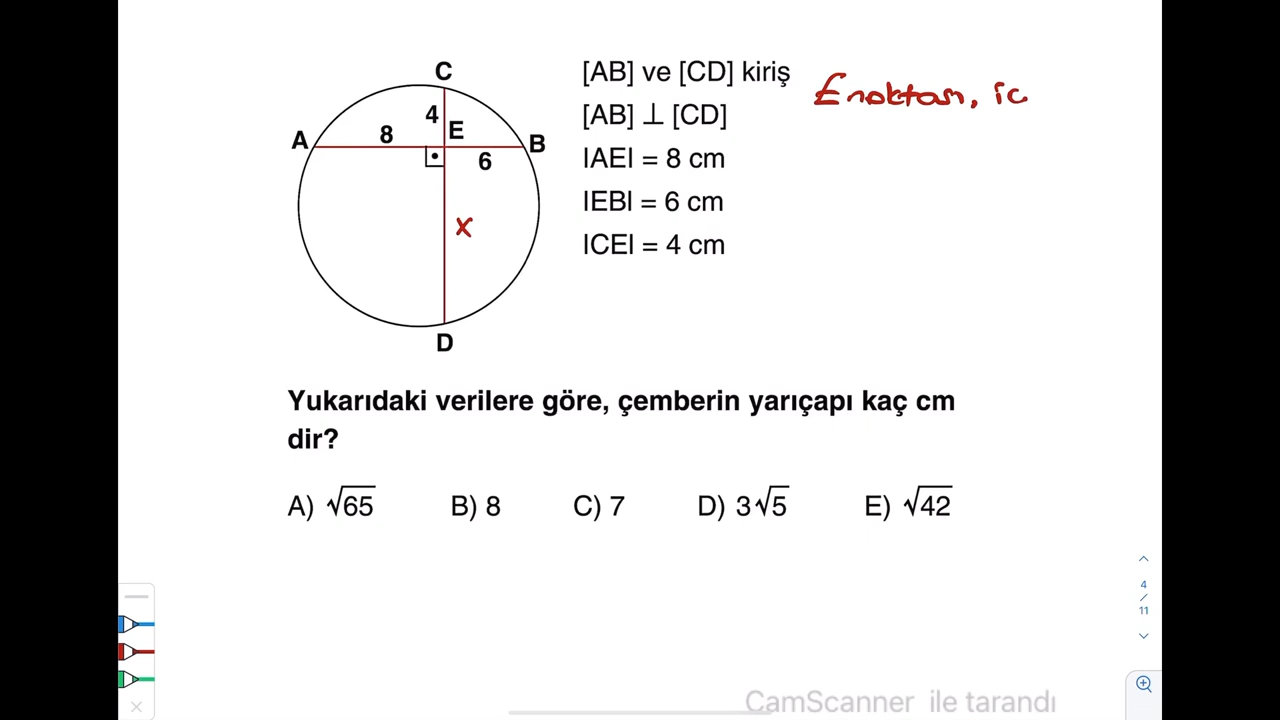 C
4
E
A
8
B
6
x
D
[AB] ve [CD] kiriş
[AB] ⊥ [CD]
|AE| = 8 cm
|EB| = 6 cm
|CE| = 4 cm
E noktası, iç
Yukarıdaki verilere göre, çemberin yarıçapı kaç cm
dir?
A) √65 B) 8 C) 7 D) 3√5 E) √42
4
/
11
CamScanner ile tarandı